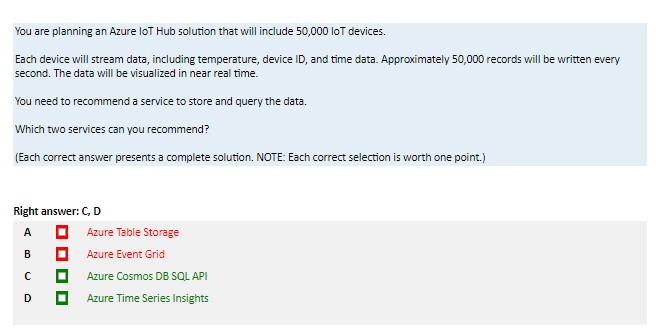 You are planning an Azure IoT Hub solution that will include 50,000 IoT devices.
Each device will stream data, including temperature, device ID, and time data. Approximately 50,000 records will be written every
second. The data will be visualized in near real time.
You need to recommend a service to store and query the data.
Which two services can you recommend?
(Each correct answer presents a complete solution. NOTE: Each correct selection is worth one point.)
Right answer: C, D
A Azure Table Storage
B Azure Event Grid
C Azure Cosmos DB SQL API
D Azure Time Series Insights